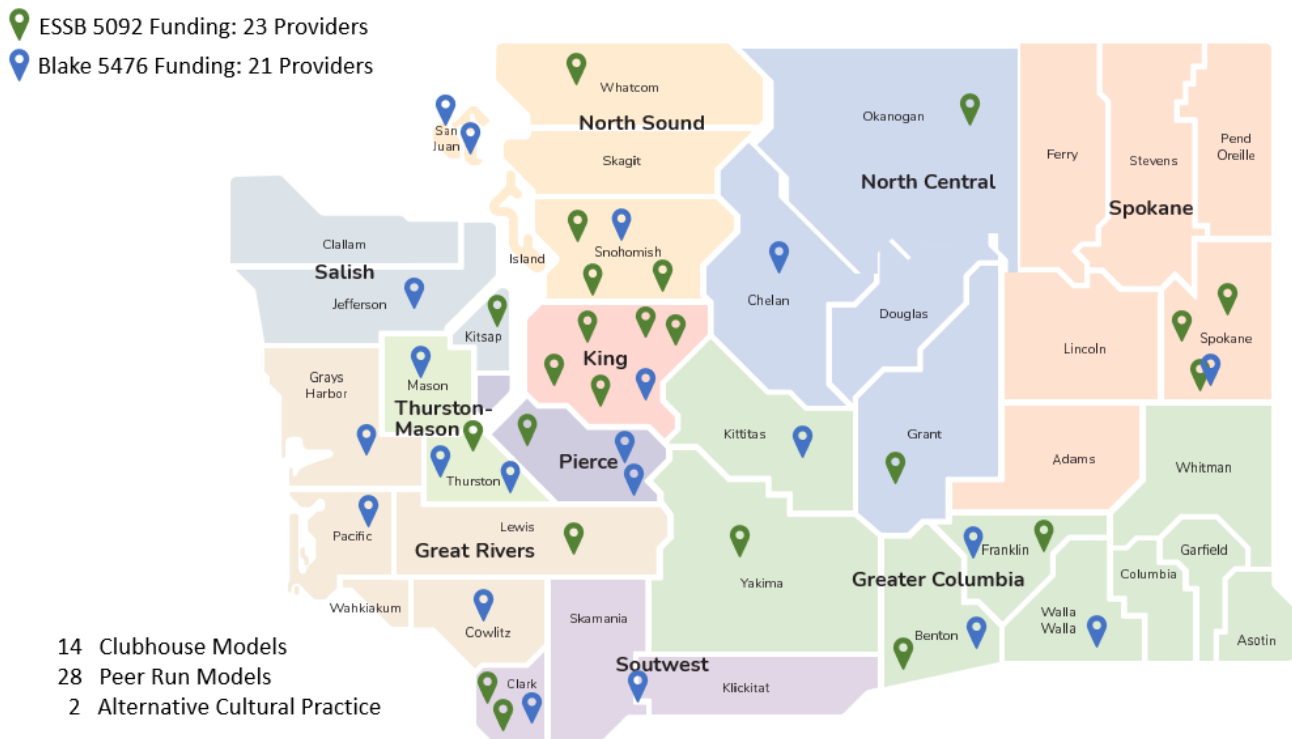 ESSB 5092 Funding: 23 Providers
Blake 5476 Funding: 21 Providers
Whatcom
North Sound
San
Juan
Skagit
Okanogan
North Central
Ferry
Stevens
Pend
Oreille
Spokane
Clallam
Salish
Jefferson
Island
Snohomish
Chelan
Douglas
Lincoln
Spokane
Kitsap
King
Grays
Harbor
Mason
Thurston-
Mason
Thurston
Pierce
Kittitas
Grant
Adams
Whitman
Pacific
Lewis
Great Rivers
Yakima
Greater Columbia
Franklin
Garfield
Columbia
Wahkiakum
Cowlitz
Skamania
Benton
Walla
Walla
Asotin
Southwest
Clark
Klickitat
14 Clubhouse Models
28 Peer Run Models
2 Alternative Cultural Practice